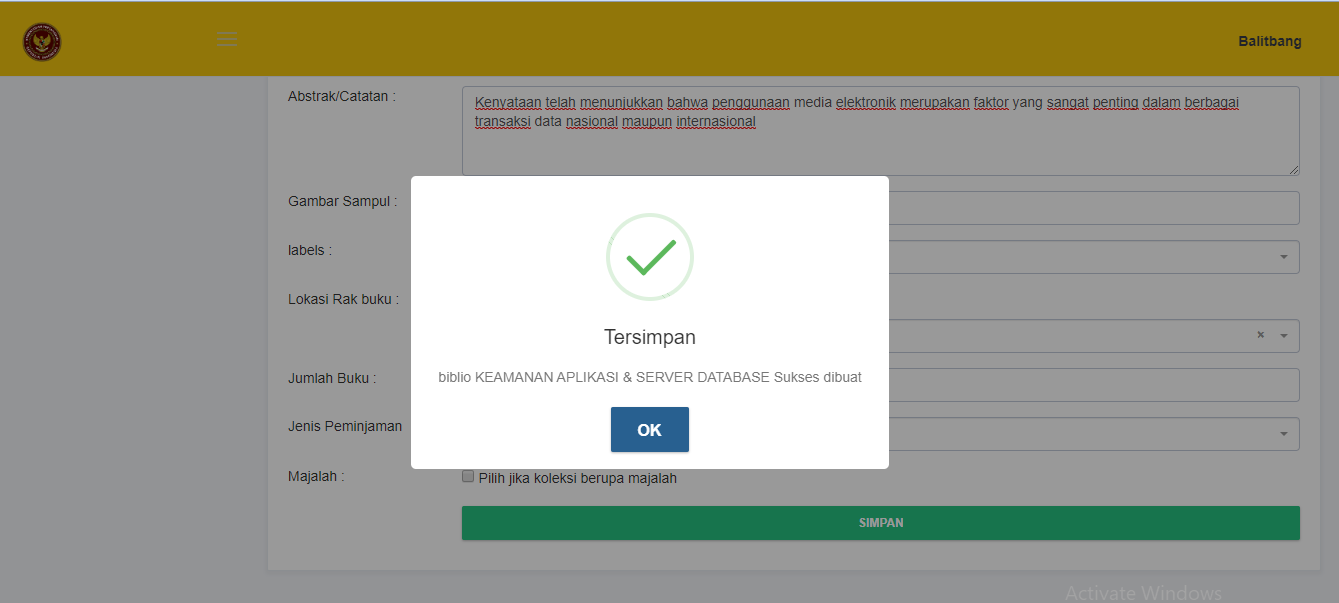 Balitbang
Abstrak/Catatan :
Kenyataan telah menunjukkan bahwa penggunaan media elektronik merupakan faktor yang sangat penting dalam berbagai
transaksi data nasional maupun internasional
Gambar Sampul :
labels :
Lokasi Rak buku :
×
Jumlah Buku :
Jenis Peminjaman
Majalah :
Pilih jika koleksi berupa majalah
SIMPAN
Tersimpan
biblio KEAMANAN APLIKASI & SERVER DATABASE Sukses dibuat
OK
Activate Windows